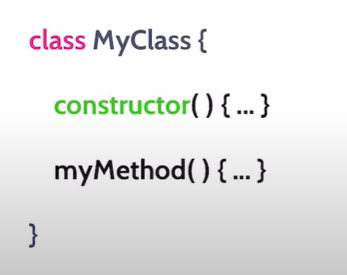 class MyClass {
constructor( ) { ... }
myMethod( ) { ... }
}